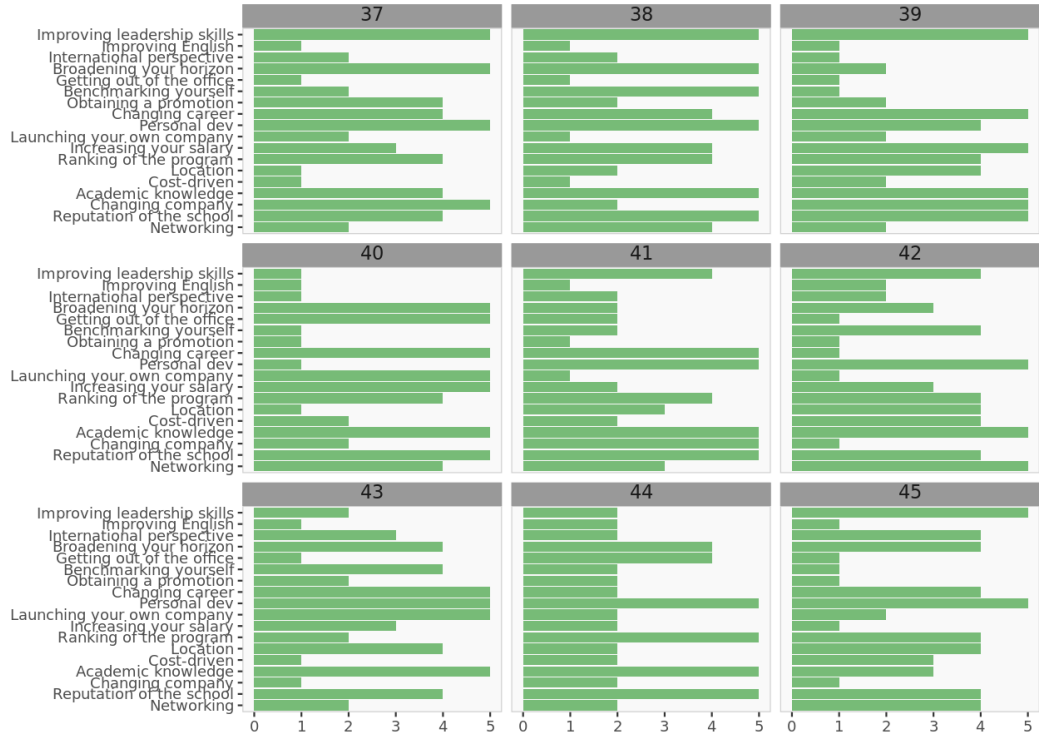 37 38 39
Improving leadership skills
Improving English
International perspective
Broadening your horizon
Getting out of the office
Benchmarking yourself
Obtaining a promotion
Changing career
Personal dev
Launching your own company
Increasing your salary
Ranking of the program
Location
Cost-driven
Academic knowledge
Changing company
Reputation of the school
Networking
40 41 42
Improving leadership skills
Improving English
International perspective
Broadening your horizon
Getting out of the office
Benchmarking yourself
Obtaining a promotion
Changing career
Personal dev
Launching your own company
Increasing your salary
Ranking of the program
Location
Cost-driven
Academic knowledge
Changing company
Reputation of the school
Networking
43 44 45
Improving leadership skills
Improving English
International perspective
Broadening your horizon
Getting out of the office
Benchmarking yourself
Obtaining a promotion
Changing career
Personal dev
Launching your own company
Increasing your salary
Ranking of the program
Location
Cost-driven
Academic knowledge
Changing company
Reputation of the school
Networking
0 1 2 3 4 5 0 1 2 3 4 5 0 1 2 3 4 5